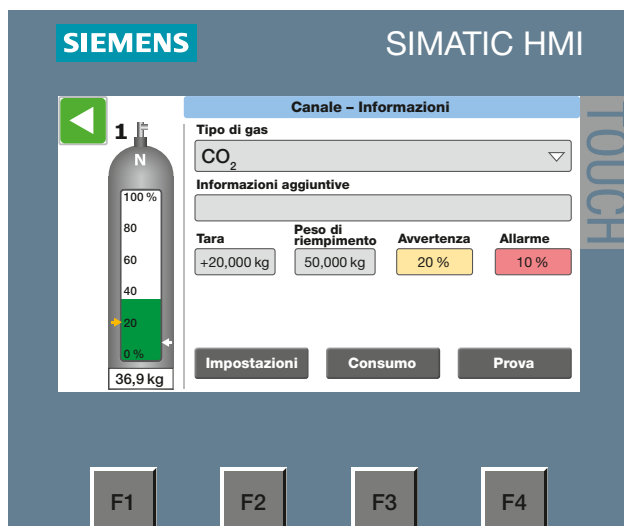 SIEMENS
SIMATIC HMI
TOUCH
Canale – Informazioni
1
N
Tipo di gas
CO₂
Informazioni aggiuntive
100 %
80
60
40
20
0 %
36,9 kg
Tara
Peso di
riempimento
Avvertenza
Allarme
+20,000 kg
50,000 kg
20 %
10 %
Impostazioni
Consumo
Prova
F1
F2
F3
F4